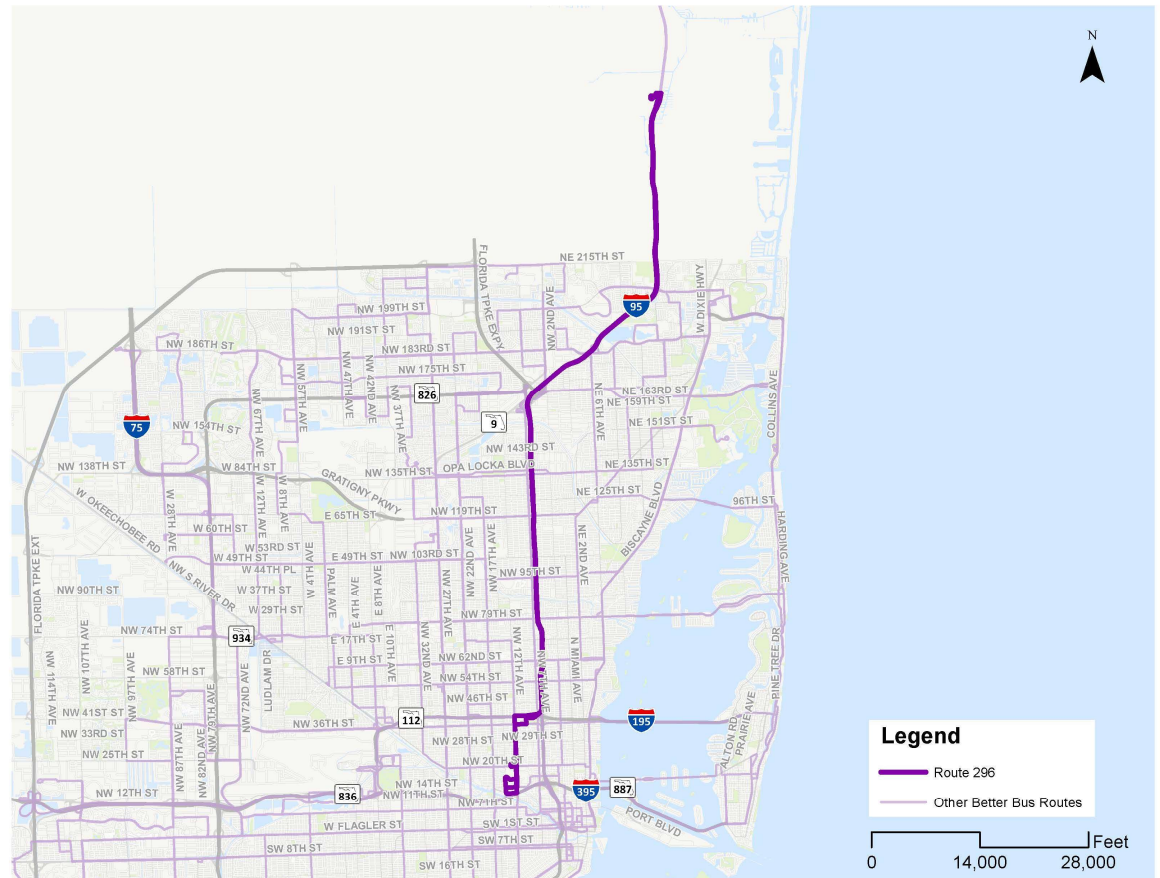 N
NE 215TH ST
FLORIDA TPKE EXPY
95
W DIXIE HWY
NW 2ND AVE
NW 199TH ST
NW 191ST ST
NW 186TH ST
NW 183RD ST
NW 175TH ST
NW 57TH AVE
NW 47TH AVE
NW 42ND AVE
NW 37TH AVE
NW 67TH AVE
826
9
75
NW 154TH ST
NE 163RD ST
NE 159TH ST
NE 6TH AVE
NE 151ST ST
COLLINS AVE
NW 143RD ST
NW 138TH ST
W 84TH ST
NW 135TH ST
OPA LOCKA BLVD
NE 135TH ST
GRATIGNY PKWY
W OKEECHOBEE RD
W 28TH AVE
W 12TH AVE
W 8TH AVE
NE 125TH ST
96TH ST
E 65TH ST
NW 119TH ST
W 60TH ST
BISCAYNE BLVD
HARDING AVE
NW 22ND AVE
NW 17TH AVE
NE 2ND AVE
W 53RD ST
W 49TH ST
E 49TH ST
NW 103RD ST
W 44TH PL
NW 95TH ST
FLORIDA TPKE EXT
NW S RIVER DR
W 4TH AVE
PALM AVE
E 4TH AVE
E 8TH AVE
NW 27TH AVE
NW 90TH ST
W 37TH ST
W 29TH ST
NW 79TH ST
NW 74TH ST
934
E 17TH ST
E 10TH AVE
NW 32ND AVE
NW 12TH AVE
N MIAMI AVE
PINE TREE DR
NW 114TH AVE
NW 107TH AVE
NW 97TH AVE
NW 58TH ST
LUDLAM DR
E 9TH ST
NW 62ND ST
NW 54TH ST
NW 79TH AVE
NW 72ND AVE
NW 46TH ST
NW 41ST ST
NW 36TH ST
112
195
ALTON RD
PRAIRIE AVE
NW 33RD ST
NW 25TH ST
NW 87TH AVE
NW 82ND AVE
NW 28TH ST
NW 29TH ST
NW 20TH ST
NW 12TH ST
836
NW 14TH ST
NW 11TH ST
NW 7TH ST
395
887
PORT BLVD
W FLAGLER ST
SW 1ST ST
SW 8TH ST
SW 7TH ST
SW 16TH ST
Legend
Route 296
Other Better Bus Routes
Feet
0 14,000 28,000